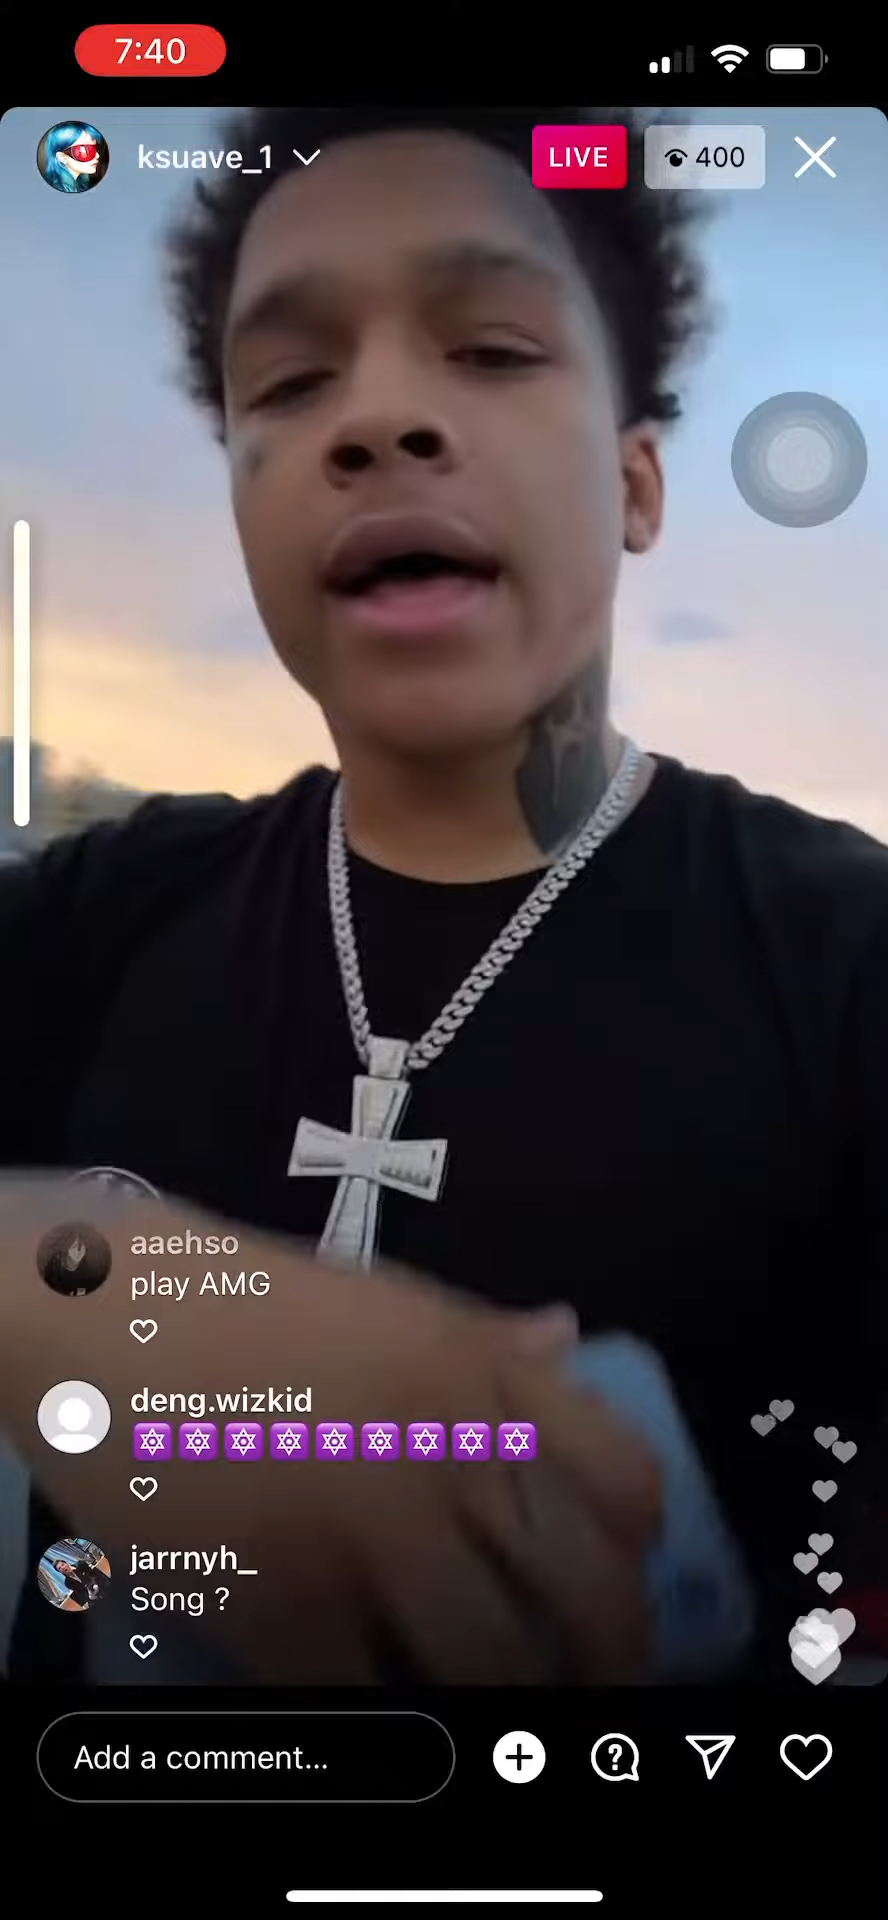 7:40
ksuave_1
LIVE
400
aaehso
play AMG
deng.wizkid
🔯🔯🔯🔯🔯🔯🔯🔯🔯
jarrnyh_
Song ?
Add a comment...